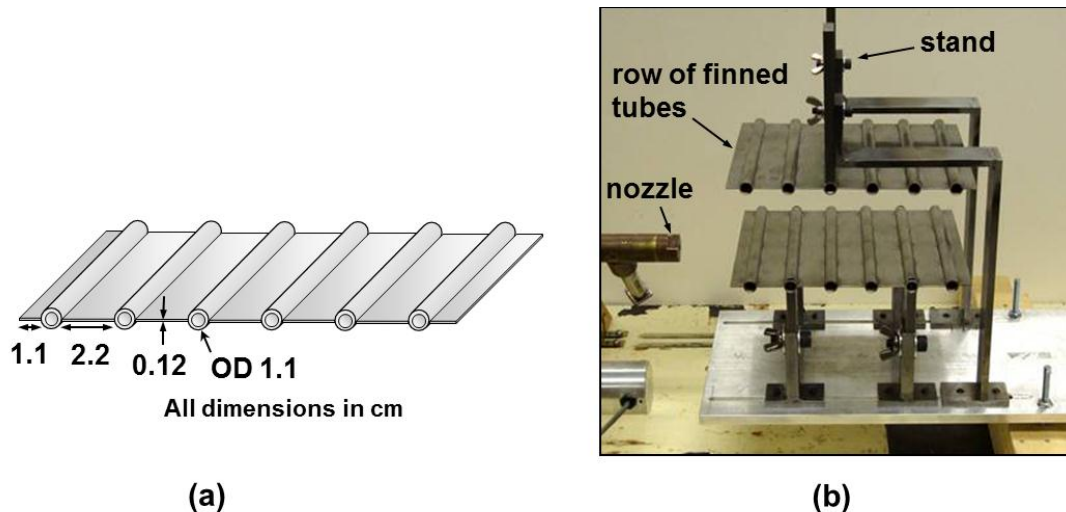 1.1
2.2
0.12
OD 1.1
All dimensions in cm
(a)
stand
row of finned
tubes
nozzle
(b)